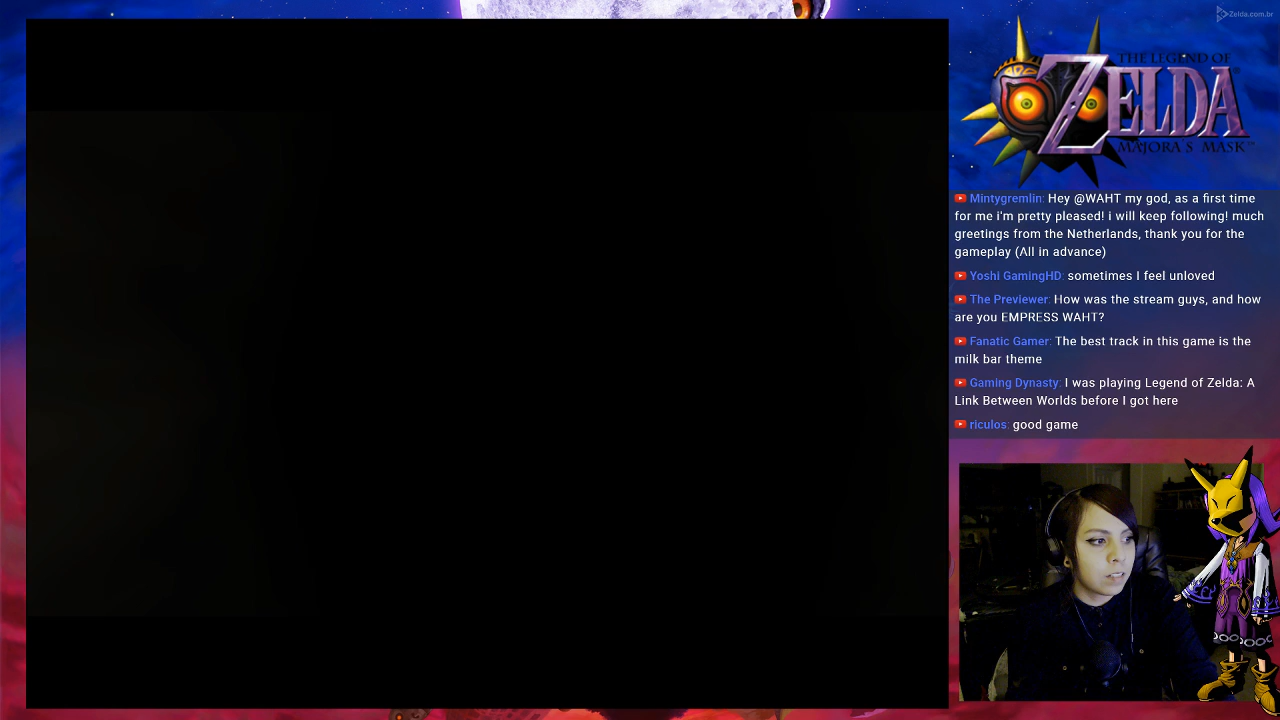 Zelda.com.br
THE LEGEND OF
ZELDA
MAJORA'S MASK
Mintygremlin: Hey @WAHT my god, as a first time
for me i'm pretty pleased! i will keep following! much
greetings from the Netherlands, thank you for the
gameplay (All in advance)
Yoshi GamingHD: sometimes I feel unloved
The Previewer: How was the stream guys, and how
are you EMPRESS WAHT?
Fanatic Gamer: The best track in this game is the
milk bar theme
Gaming Dynasty: I was playing Legend of Zelda: A
Link Between Worlds before I got here
riculos: good game